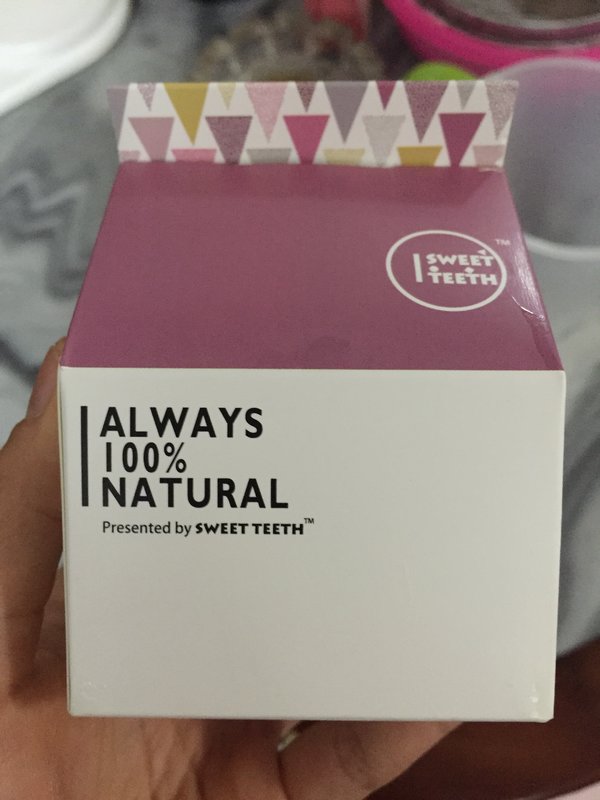 SWEET
TEETH
TM
ALWAYS
100%
NATURAL
Presented by SWEET TEETH™